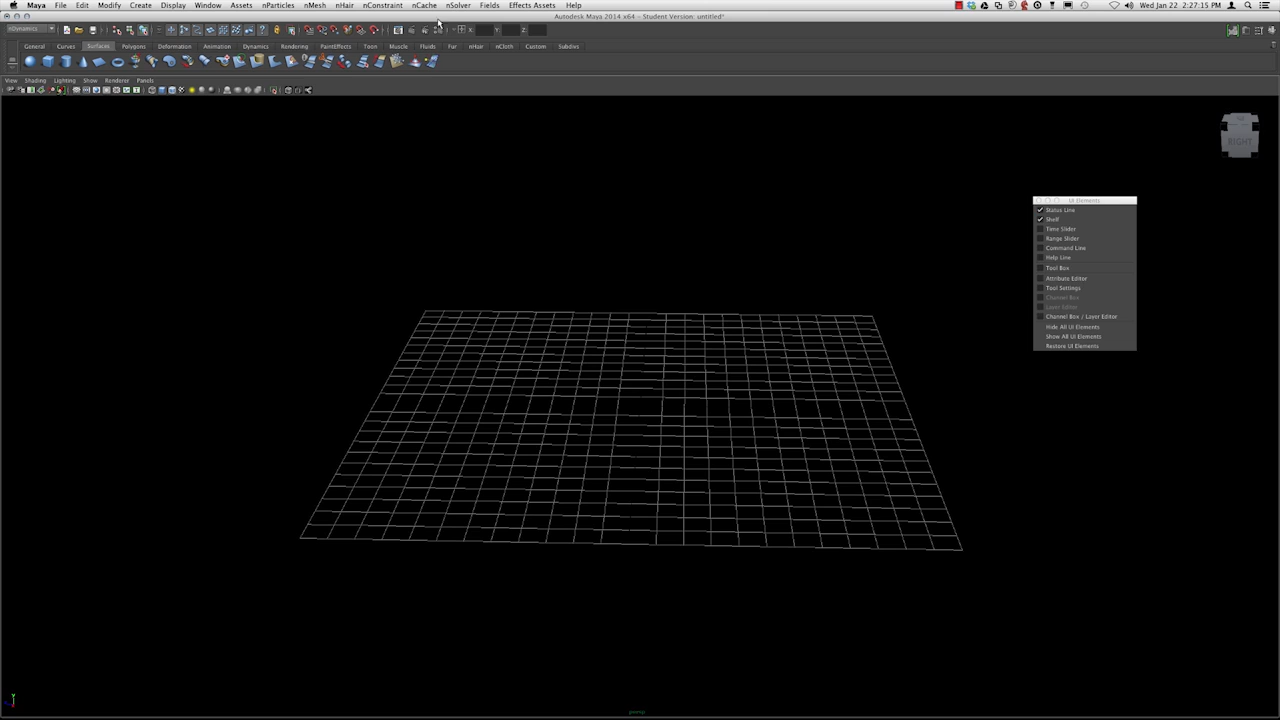 Maya File Edit Modify Create Display Window Assets nParticles nMesh nHair nConstraint nCache nSolver Fields Effects Assets Help Wed Jan 22 2:27:15 PM
Autodesk Maya 2014 x64 - Student Version: untitled*
nDynamics X: Y: Z:
General Curves Surfaces Polygons Deformation Animation Dynamics Rendering PaintEffects Toon Muscle Fluids Fur nHair nCloth Custom Subdivs
View Shading Lighting Show Renderer Panels
RIGHT
UI Elements
Status Line
Shelf
Time Slider
Range Slider
Command Line
Help Line
Tool Box
Attribute Editor
Tool Settings
Channel Box
Layer Editor
Channel Box / Layer Editor
Hide All UI Elements
Show All UI Elements
Restore UI Elements
Y
persp